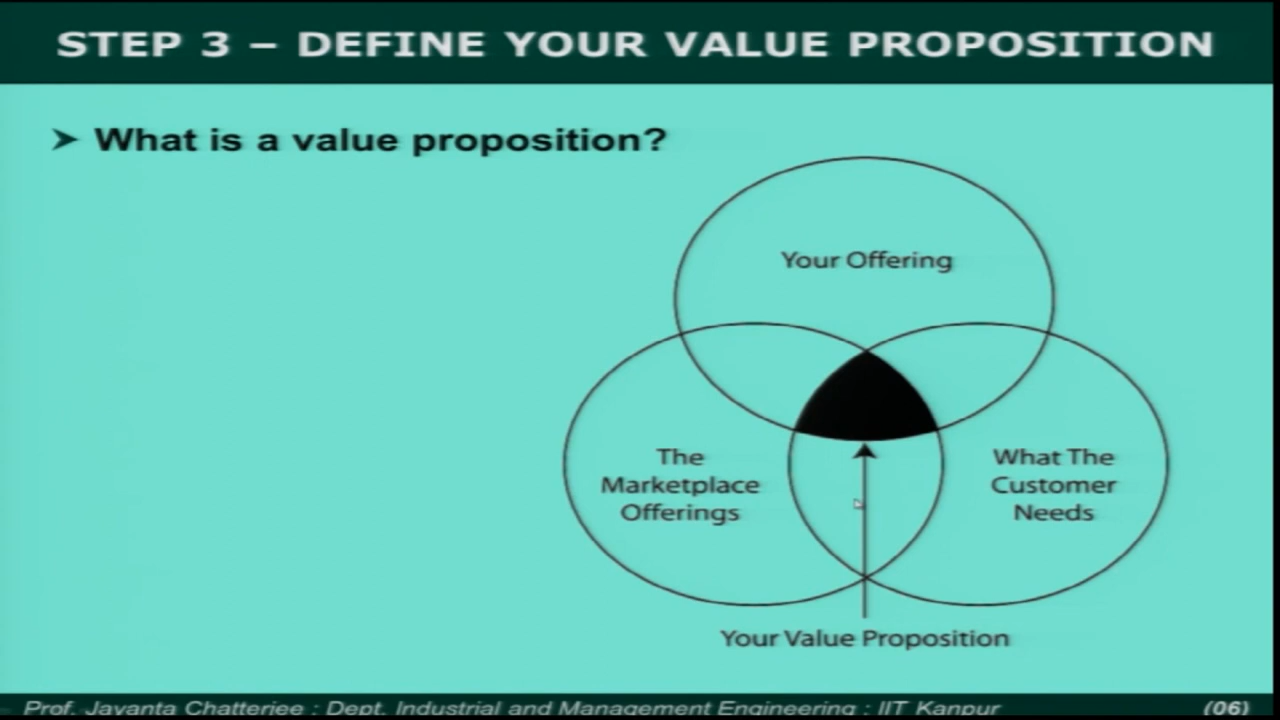 STEP 3 – DEFINE YOUR VALUE PROPOSITION
➤ What is a value proposition?
Your Offering
The
Marketplace
Offerings
What The
Customer
Needs
Your Value Proposition
Prof. Jayanta Chatterjee : Dept. Industrial and Management Engineering : IIT Kanpur
(06)